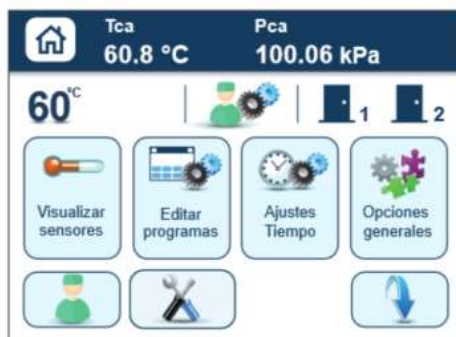 Tca Pca
60.8 °C 100.06 kPa
60°C 1 2
Visualizar sensores
Editar programas
Ajustes Tiempo
Opciones generales